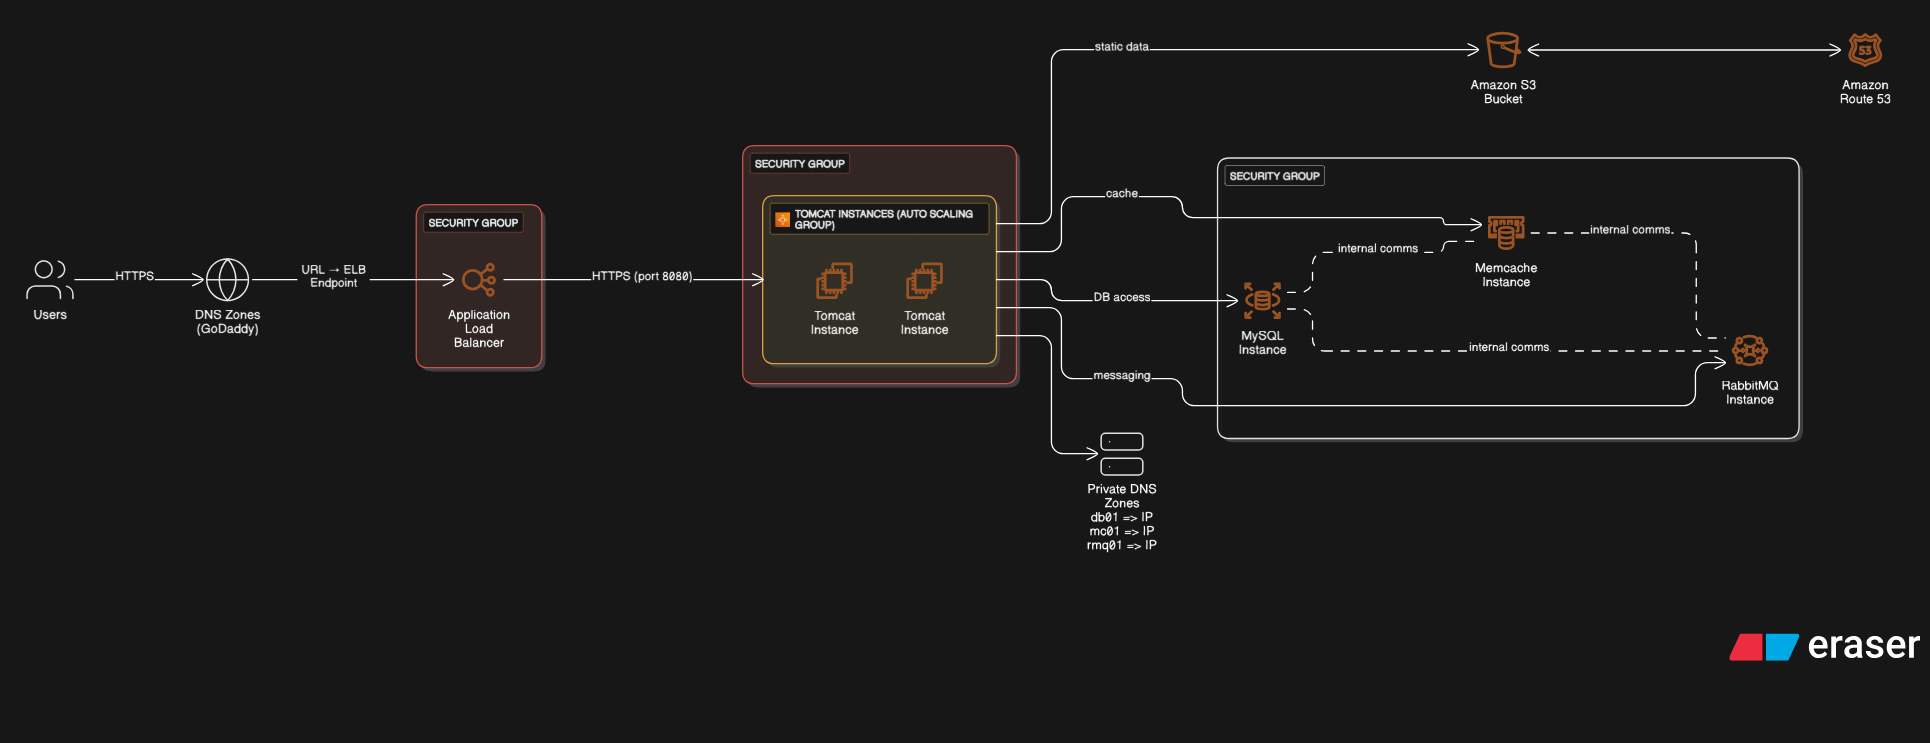 static data
Amazon S3
Bucket
53
Amazon
Route 53
SECURITY GROUP
SECURITY GROUP
cache
TOMCAT INSTANCES (AUTO SCALING
GROUP)
SECURITY GROUP
internal comms
internal comms
Memcache
Instance
HTTPS
URL → ELB
Endpoint
HTTPS (port 8080)
DB access
Users
DNS Zones
(GoDaddy)
Application
Load
Balancer
Tomcat
Instance
Tomcat
Instance
MySQL
Instance
internal comms
messaging
RabbitMQ
Instance
Private DNS
Zones
db01 => IP
mc01 => IP
rmq01 => IP
eraser